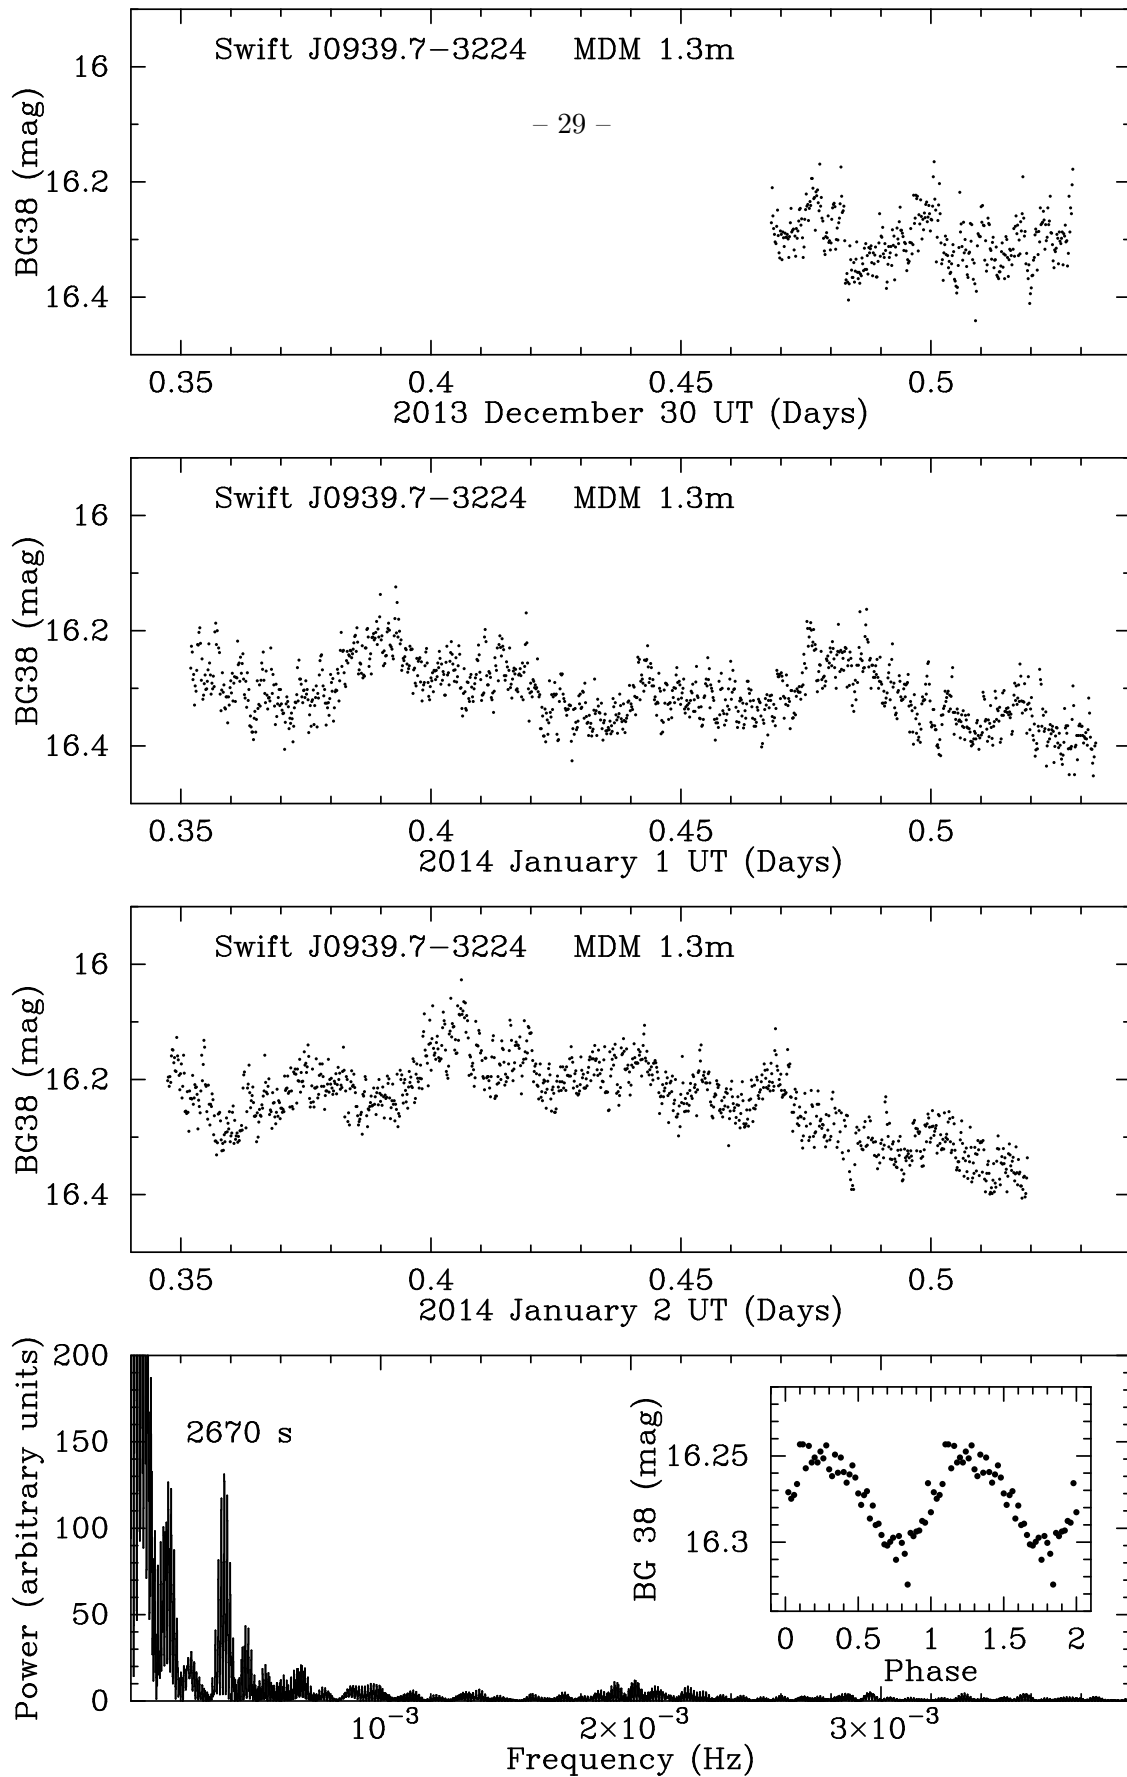 Swift J0939.7−3224 MDM 1.3m
– 29 –
16
16.2
16.4
BG38 (mag)
0.35 0.4 0.45 0.5
2013 December 30 UT (Days)
Swift J0939.7−3224 MDM 1.3m
16
16.2
16.4
BG38 (mag)
0.35 0.4 0.45 0.5
2014 January 1 UT (Days)
Swift J0939.7−3224 MDM 1.3m
16
16.2
16.4
BG38 (mag)
0.35 0.4 0.45 0.5
2014 January 2 UT (Days)
200
150
100
50
0
Power (arbitrary units)
2670 s
BG 38 (mag)
16.25
16.3
0 0.5 1 1.5 2
Phase
10⁻³ 2×10⁻³ 3×10⁻³
Frequency (Hz)